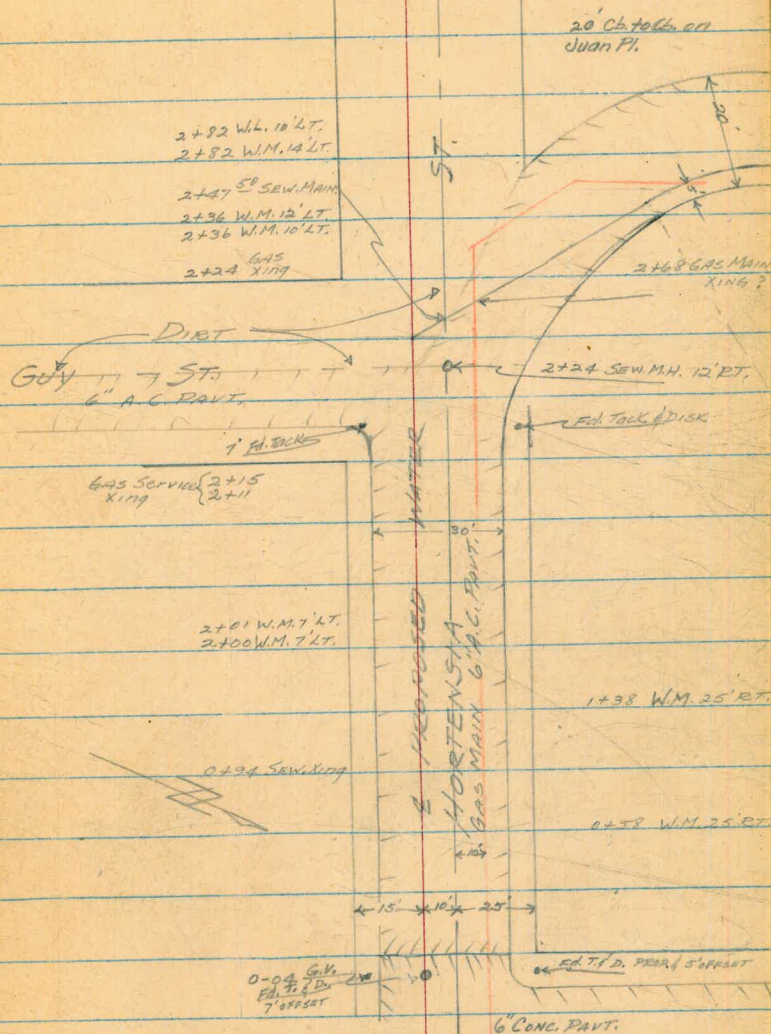 20' Cb. to Cb. on
Juan Pl.
20'
2+82 W.L. 10' LT.
2+82 W.M. 14' LT.
ST.
2+47 50 SEW. MAIN
2+36 W.M. 12' LT.
2+36 W.M. 10' LT.
5'
2+24 GAS Xing
2+68 GAS MAIN
XING ?
DIRT
GUY ST.
2+24 SEW. M.H. 12' RT.
6" A.C. PAVT.
Fd. Tack & DISK
7' Fd. TACKS
GAS Service Xing { 2+15
2+11
30'
2+01 W.M. 7' LT.
2+00 W.M. 7' LT.
℄ PROPOSED WATER
HORTENSIA
GAS MAIN 6" A.C. PAVT.
1+38 W.M. 25' RT.
0+94 SEW. Xing
0+58 W.M. 25' RT.
15' 10' 25'
0-04 G.V.
Fd. T. & D.
7' OFFSET
Fd. T. & D. 5' OFFSET
6" CONC. PAVT.